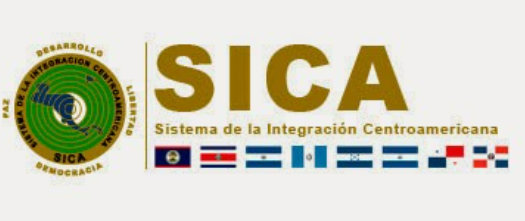 DESARROLLO
PAZ
LIBERTAD
DEMOCRACIA
SISTEMA DE LA INTEGRACION CENTROAMERICANA
SICA
SICA
Sistema de la Integración Centroamericana